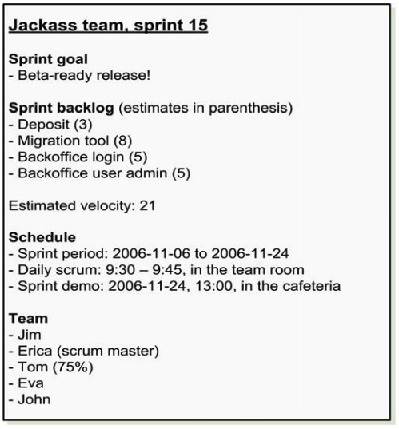 Jackass team, sprint 15
Sprint goal
- Beta-ready release!
Sprint backlog (estimates in parenthesis)
- Deposit (3)
- Migration tool (8)
- Backoffice login (5)
- Backoffice user admin (5)
Estimated velocity: 21
Schedule
- Sprint period: 2006-11-06 to 2006-11-24
- Daily scrum: 9:30 – 9:45, in the team room
- Sprint demo: 2006-11-24, 13:00, in the cafeteria
Team
- Jim
- Erica (scrum master)
- Tom (75%)
- Eva
- John